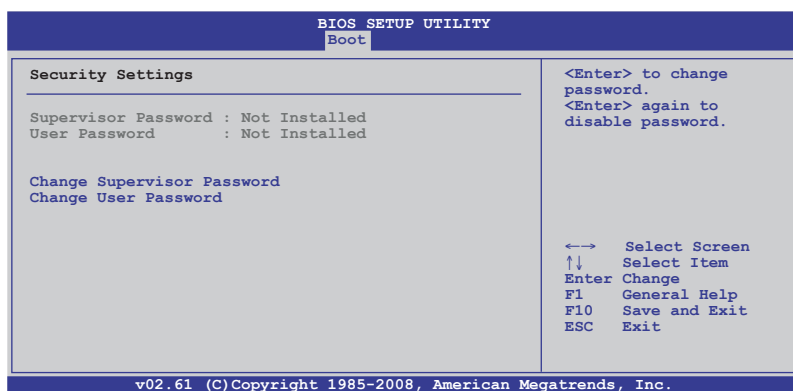 BIOS SETUP UTILITY
Boot
Security Settings
Supervisor Password : Not Installed
User Password : Not Installed
Change Supervisor Password
Change User Password
<Enter> to change
password.
<Enter> again to
disable password.
←→ Select Screen
↑↓ Select Item
Enter Change
F1 General Help
F10 Save and Exit
ESC Exit
v02.61 (C)Copyright 1985-2008, American Megatrends, Inc.